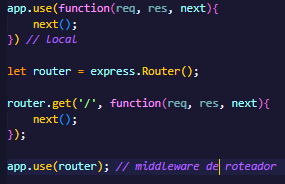 app.use(function(req, res, next){
    next();
}) // local

let router = express.Router();

router.get('/', function(req, res, next){
    next();
});

app.use(router); // middleware de roteador